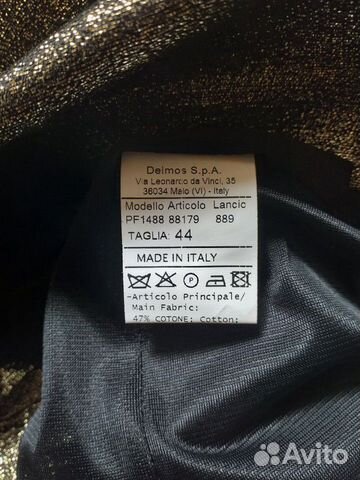 Deimos S.p.A.
Via Leonardo da Vinci, 35
36034 Malo (VI) - Italy
Modello Articolo Lancic
PF1488 88179 889
TAGLIA: 44
MADE IN ITALY
-Articolo Principale/
Main Fabric:
47% COTONE; Cotton;
Avito